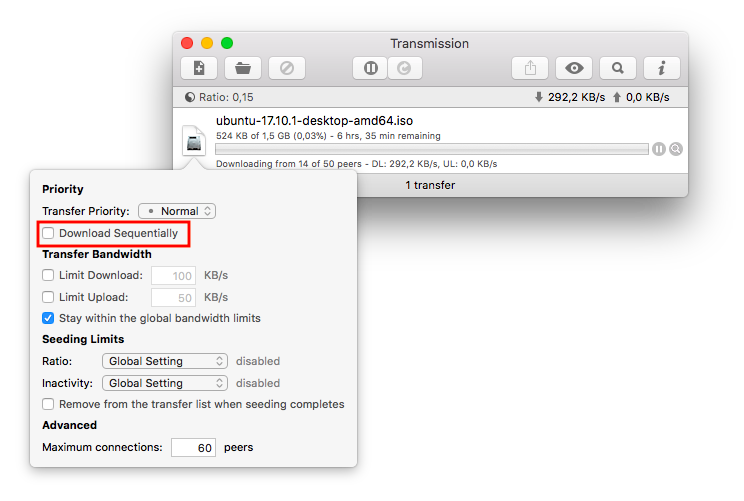 Transmission
Ratio: 0,15 292,2 KB/s 0,0 KB/s
ubuntu-17.10.1-desktop-amd64.iso
524 KB of 1,5 GB (0,03%) - 6 hrs, 35 min remaining
Downloading from 14 of 50 peers - DL: 292,2 KB/s, UL: 0,0 KB/s
1 transfer
Priority
Transfer Priority: Normal
Download Sequentially
Transfer Bandwidth
Limit Download: 100 KB/s
Limit Upload: 50 KB/s
Stay within the global bandwidth limits
Seeding Limits
Ratio: Global Setting disabled
Inactivity: Global Setting disabled
Remove from the transfer list when seeding completes
Advanced
Maximum connections: 60 peers